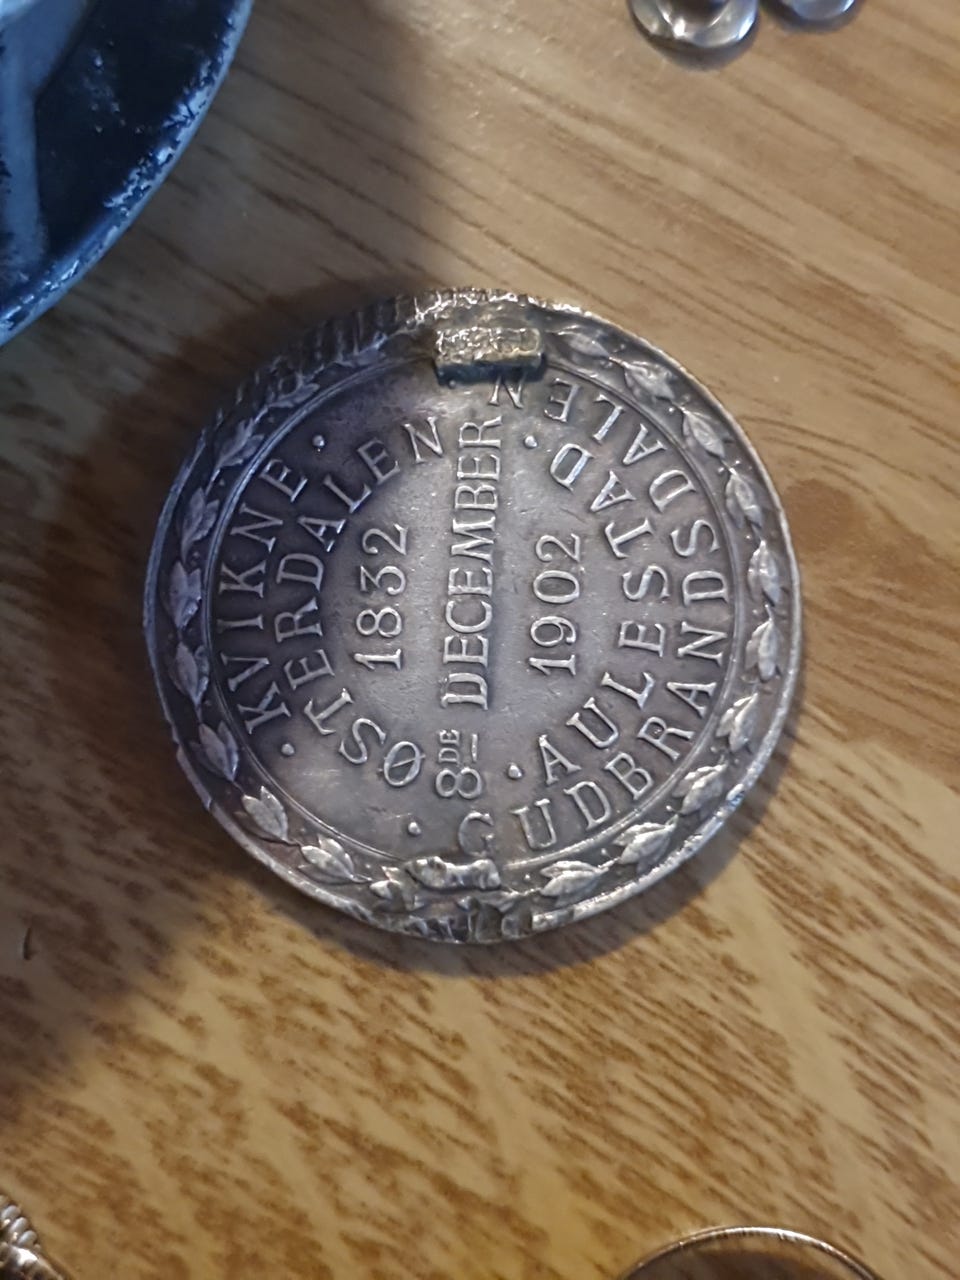 · KVIKNE ·
ØSTERDALEN
1832
8DE DECEMBER
1902
· AULESTAD ·
· GUDBRANDSDALEN